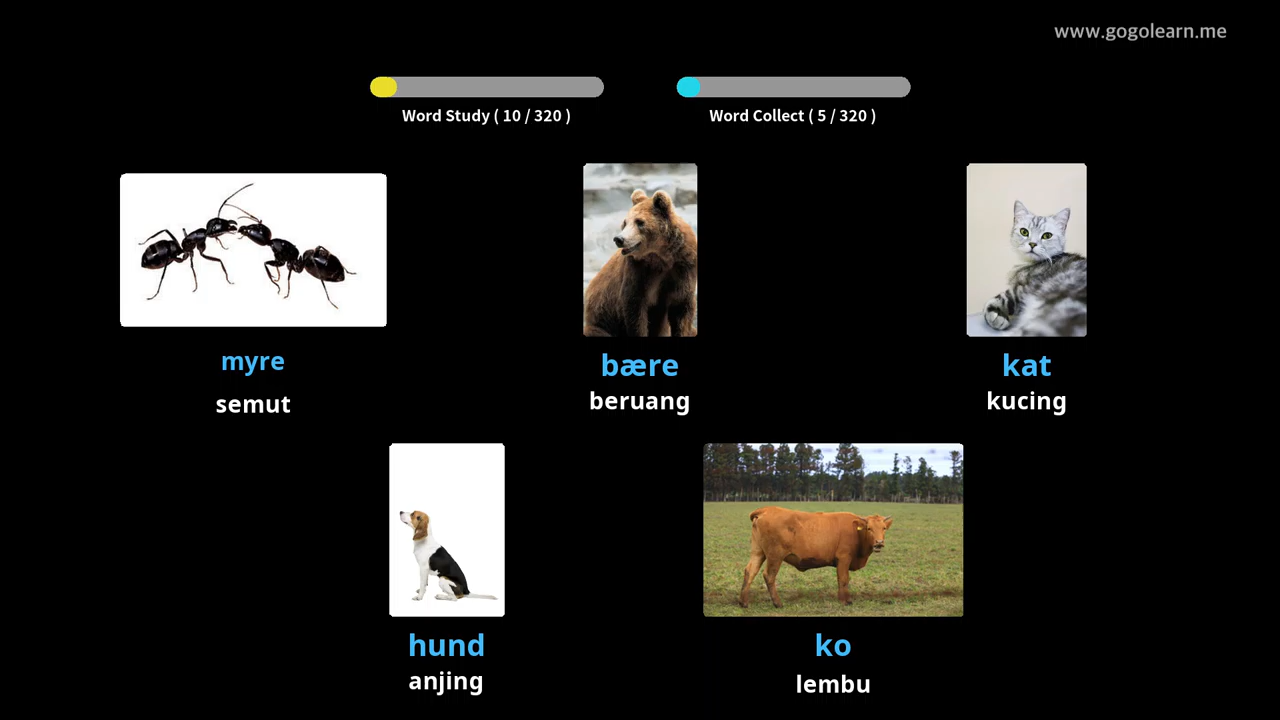 www.gogolearn.me
Word Study ( 10 / 320 )
Word Collect ( 5 / 320 )
myre
semut
bære
beruang
kat
kucing
hund
anjing
ko
lembu